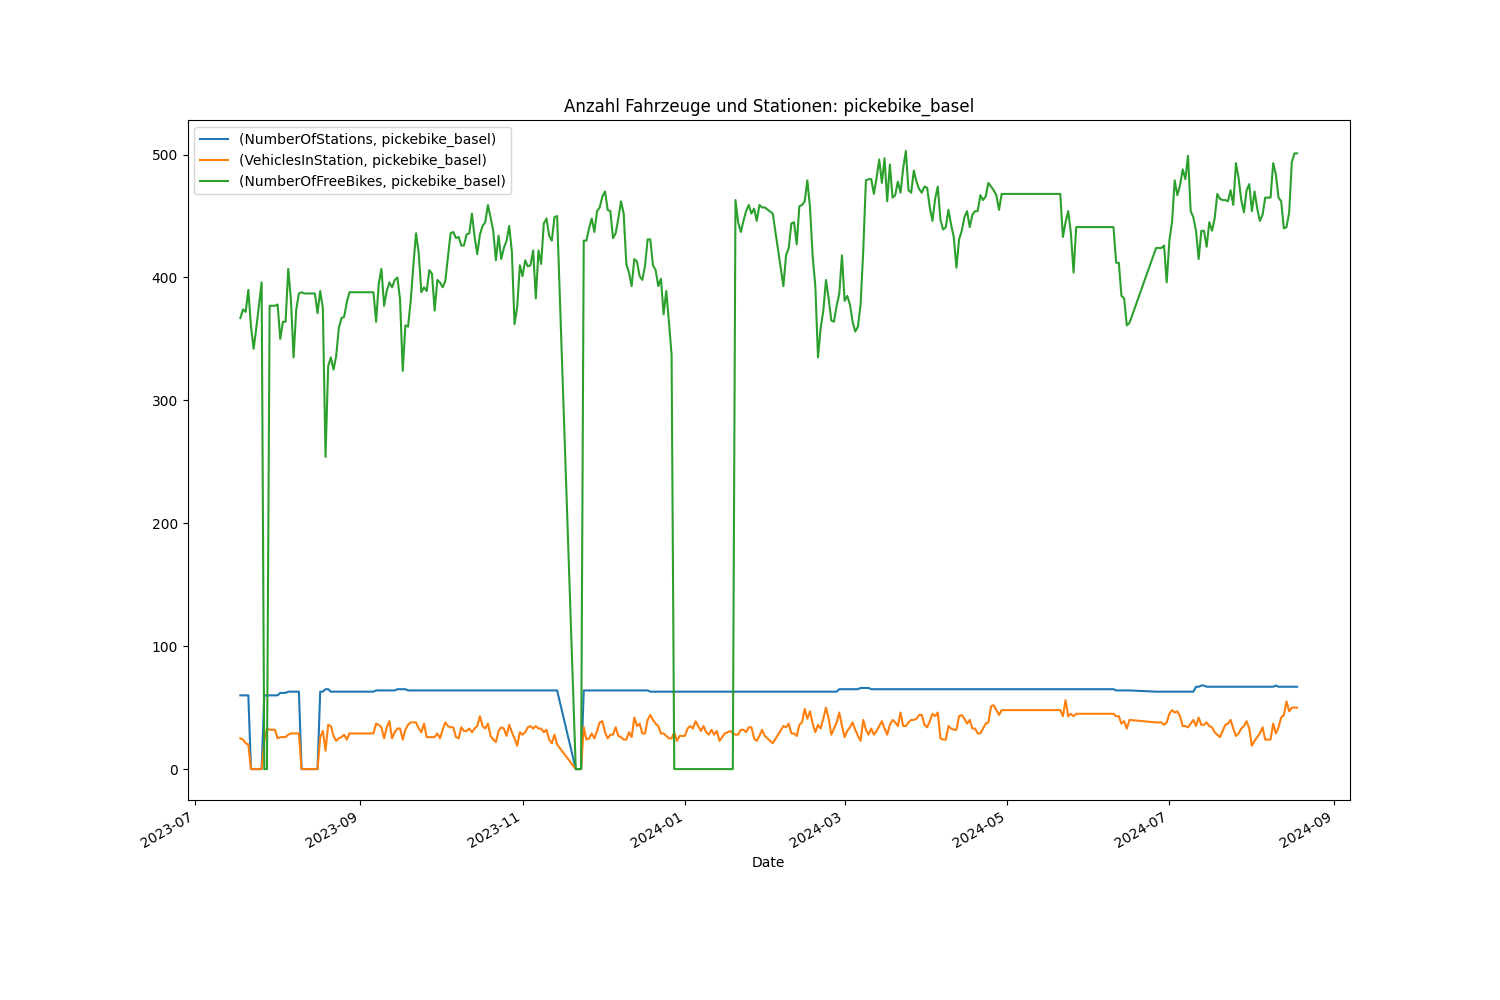 Anzahl Fahrzeuge und Stationen: pickebike_basel
(NumberOfStations, pickebike_basel)
(VehiclesInStation, pickebike_basel)
(NumberOfFreeBikes, pickebike_basel)
500
400
300
200
100
0
2023-07
2023-09
2023-11
2024-01
2024-03
2024-05
2024-07
2024-09
Date